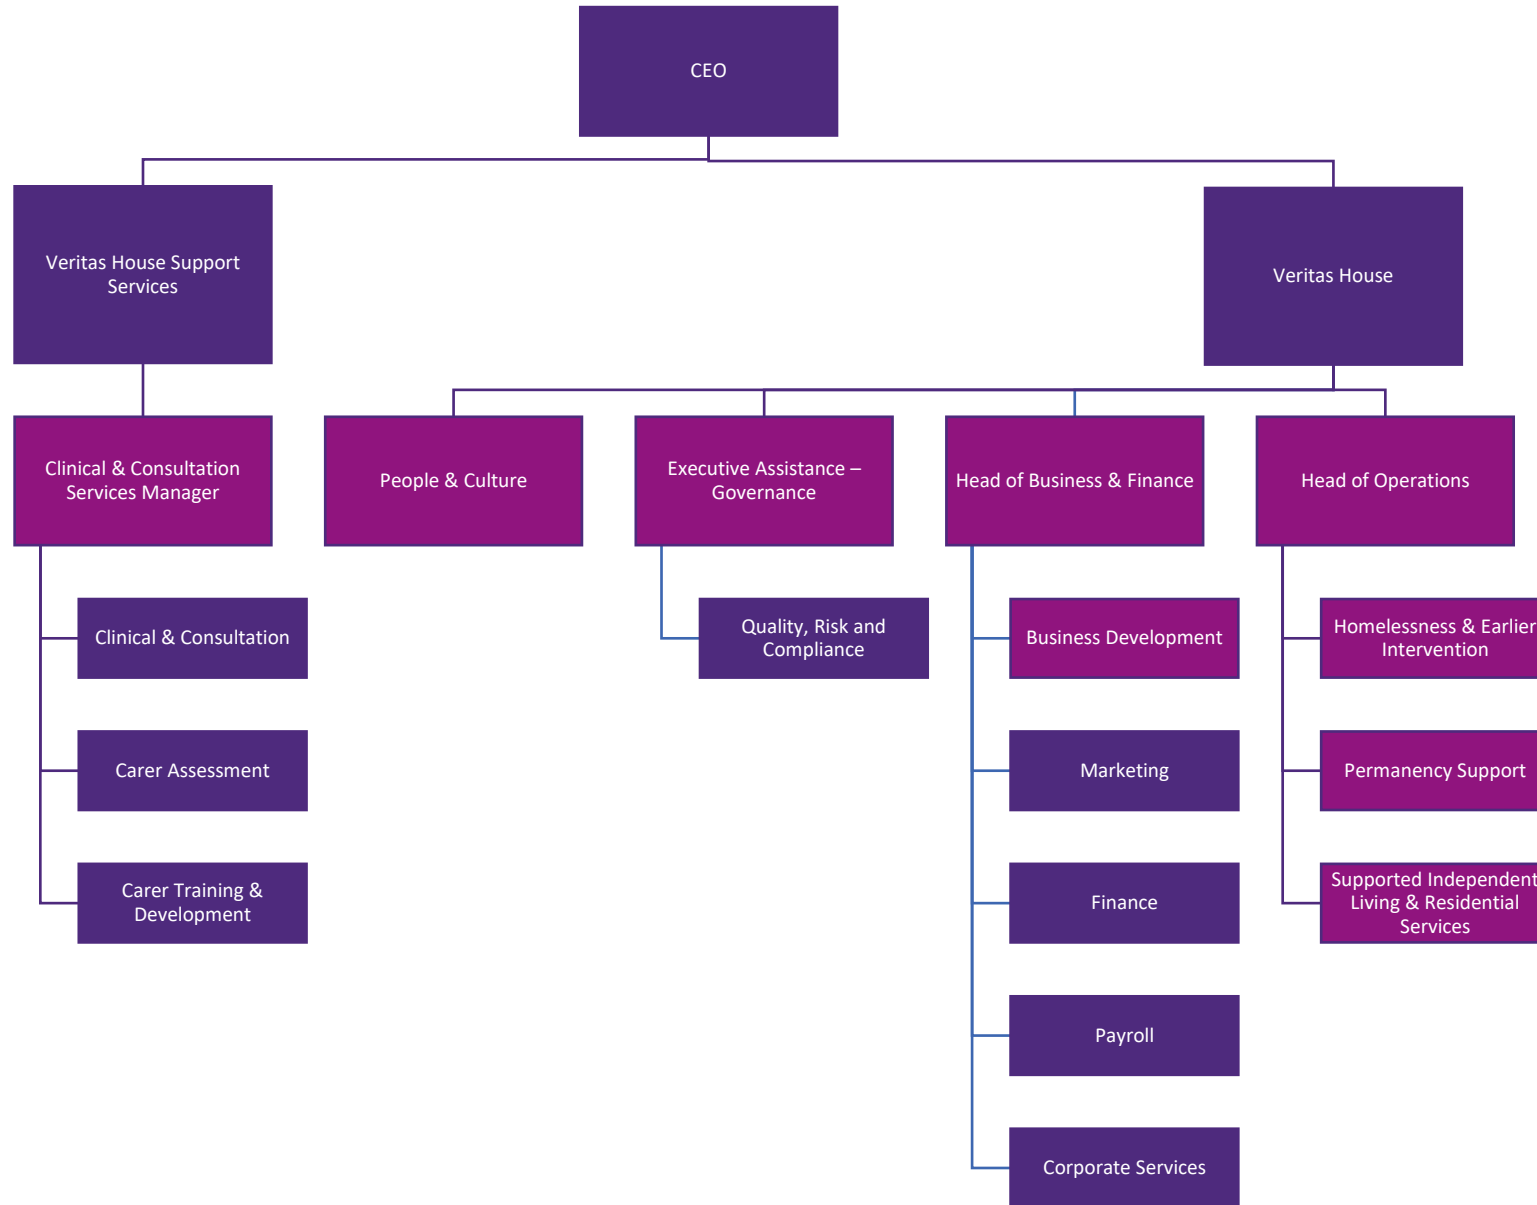 CEO
Veritas House Support
Services
Veritas House
Clinical & Consultation
Services Manager
People & Culture
Executive Assistance –
Governance
Head of Business & Finance
Head of Operations
Clinical & Consultation
Quality, Risk and
Compliance
Business Development
Homelessness & Earlier
Intervention
Carer Assessment
Marketing
Permanency Support
Carer Training &
Development
Finance
Supported Independent
Living & Residential
Services
Payroll
Corporate Services